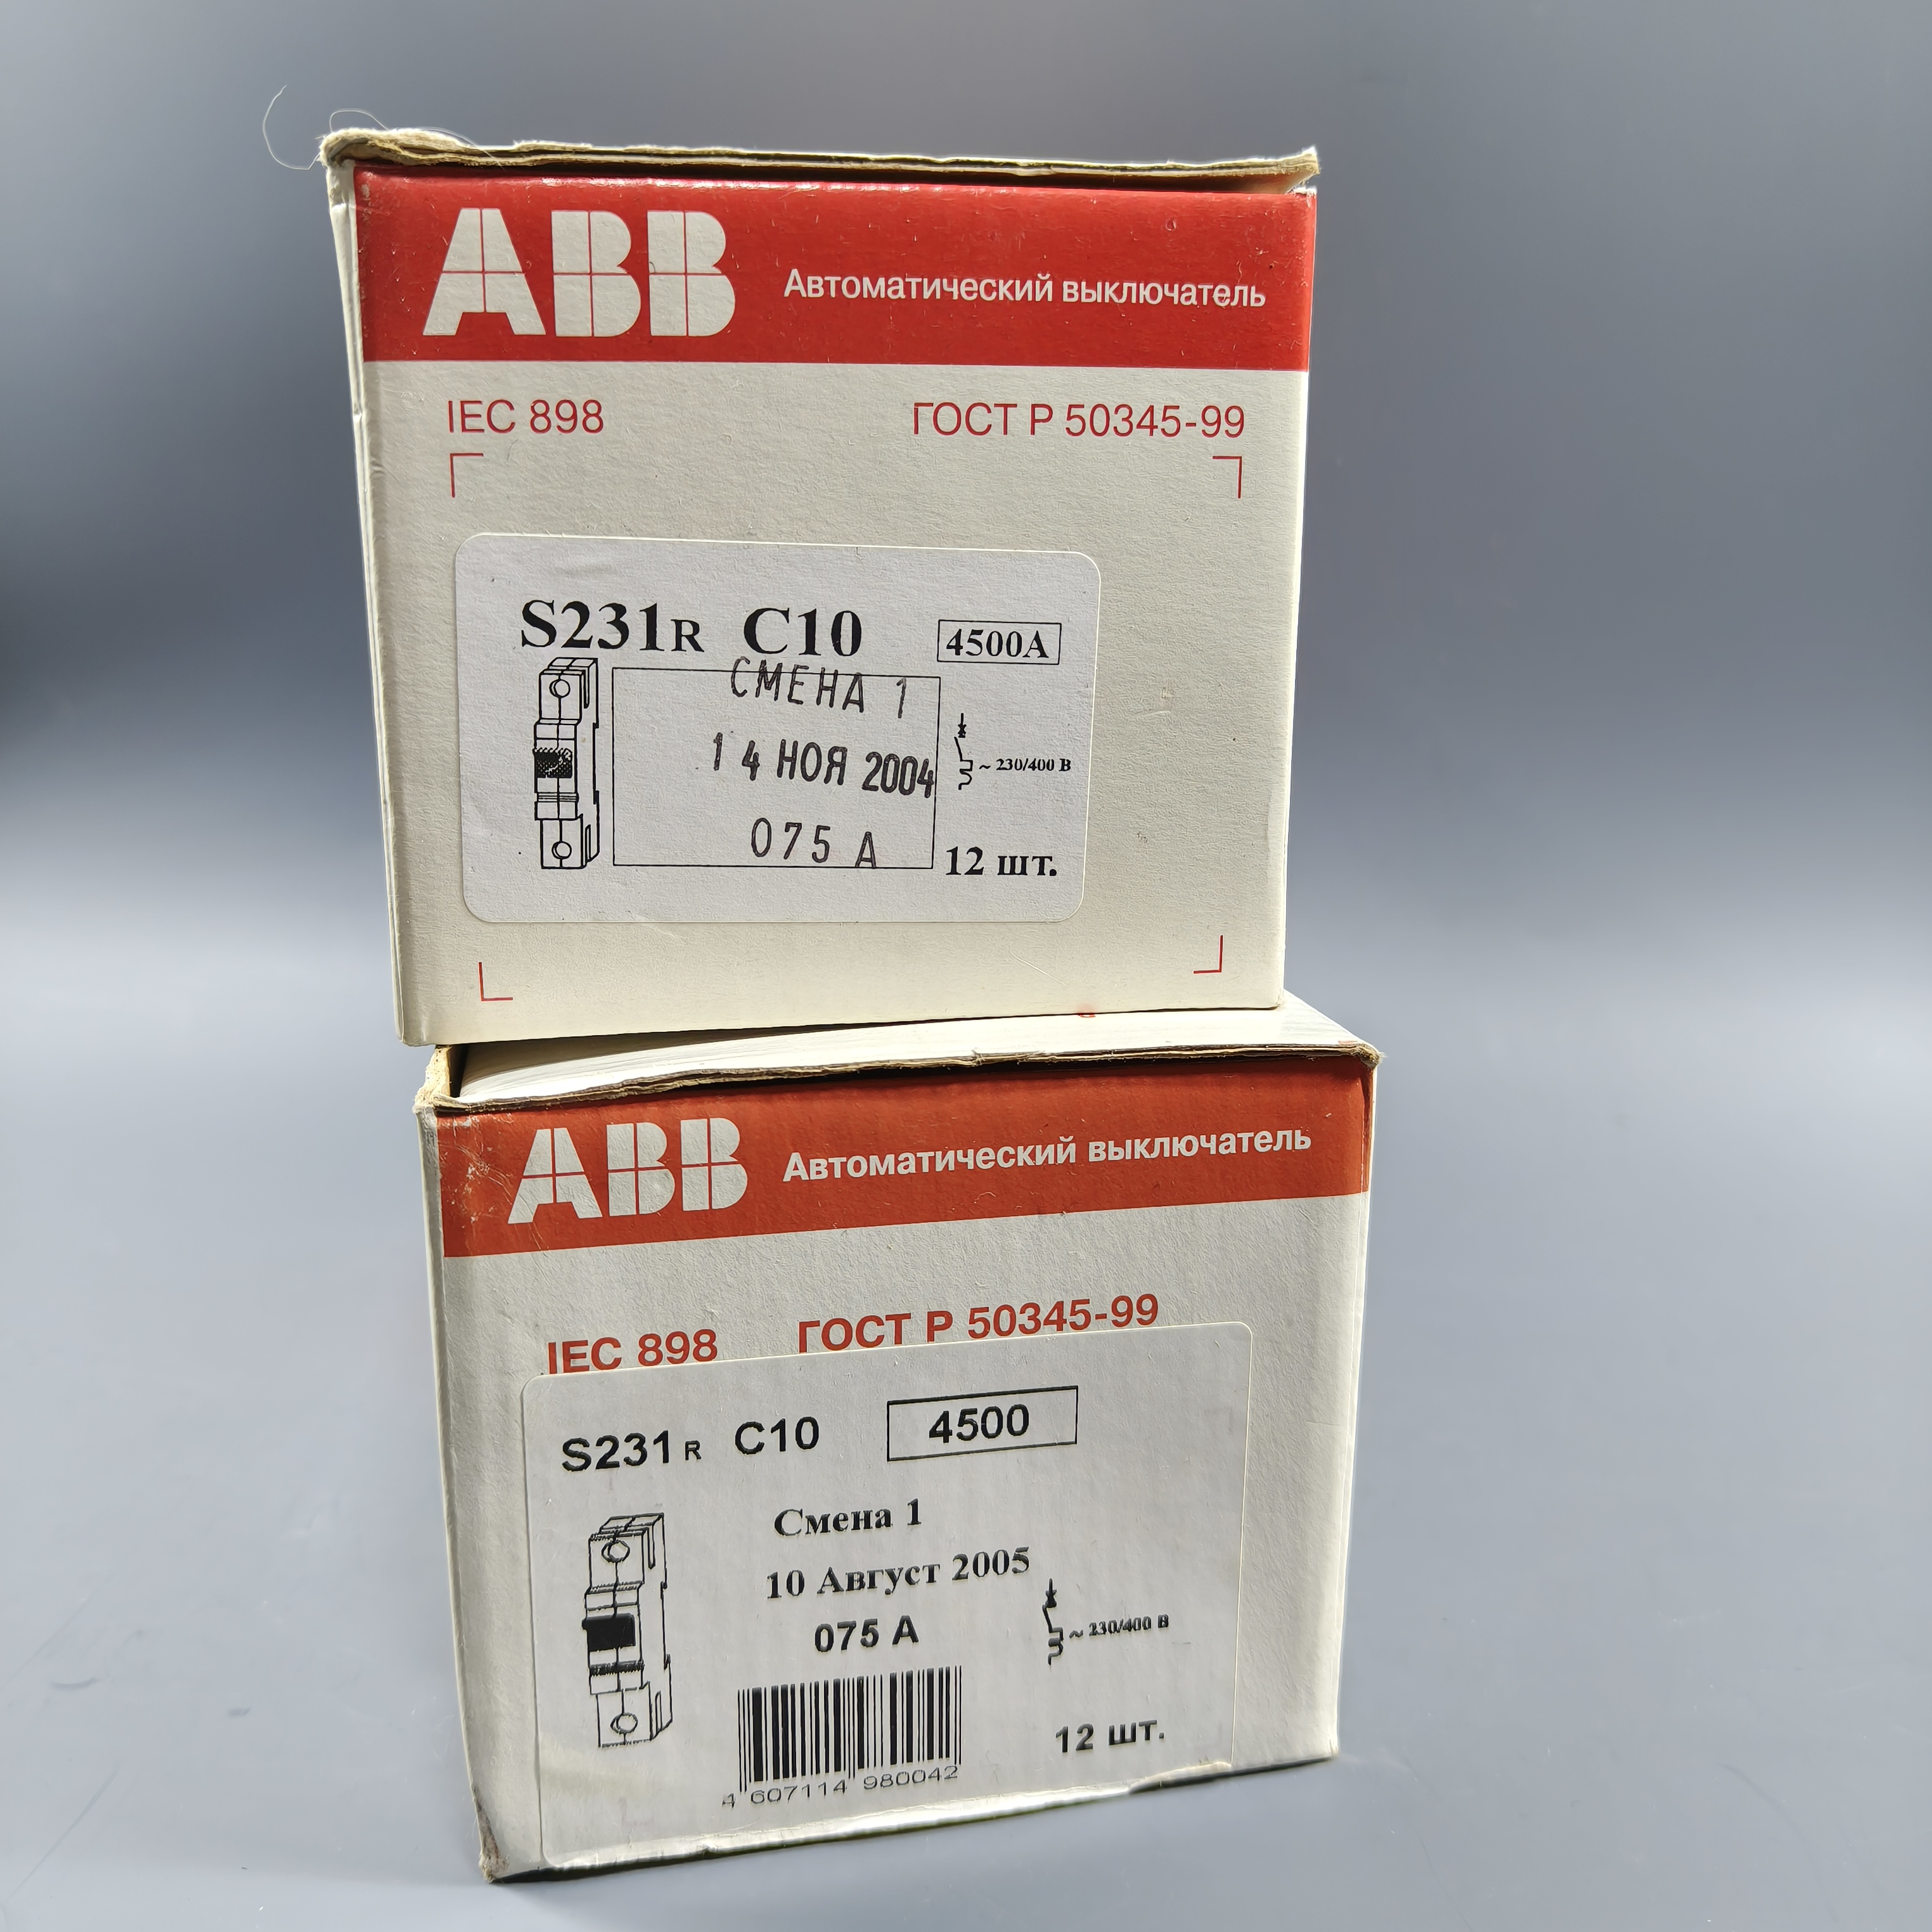 ABB Автоматический выключатель
IEC 898 ГОСТ Р 50345-99
S231R C10 4500A
СМЕНА 1
14 НОЯ 2004
~ 230/400 В
075 А
12 шт.
ABB Автоматический выключатель
IEC 898 ГОСТ Р 50345-99
S231 R C10 4500
Смена 1
10 Август 2005
~ 230/400 В
075 А
12 шт.
4 607114 980042